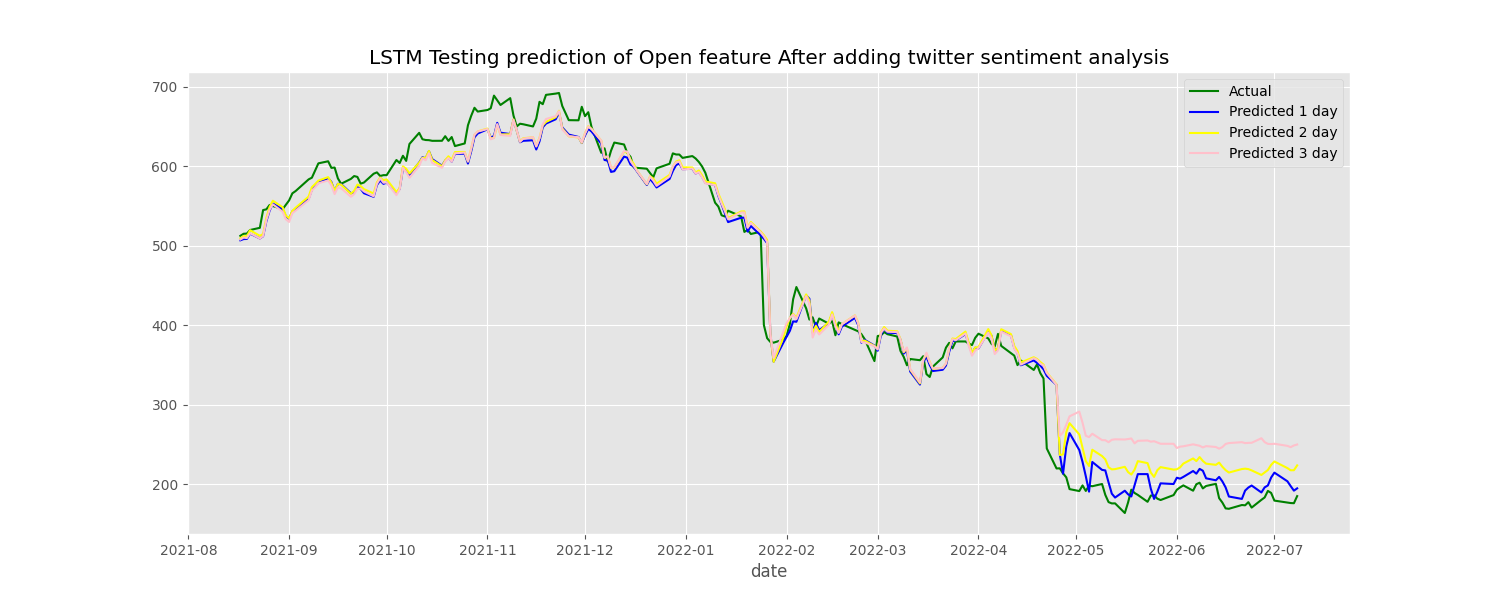 LSTM Testing prediction of Open feature After adding twitter sentiment analysis
Actual
Predicted 1 day
Predicted 2 day
Predicted 3 day
700
600
500
400
300
200
2021-08 2021-09 2021-10 2021-11 2021-12 2022-01 2022-02 2022-03 2022-04 2022-05 2022-06 2022-07
date